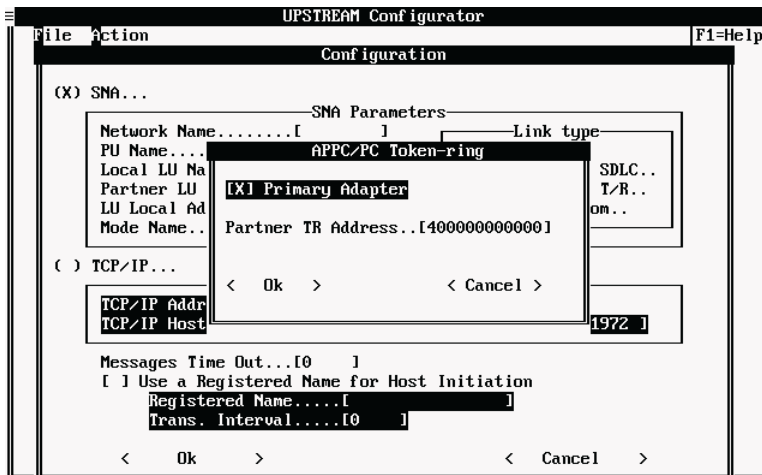 UPSTREAM Configurator
File Action F1=Help
Configuration
(X) SNA...
SNA Parameters
Network Name........[ ] Link type
PU Name....
APPC/PC Token-ring
Local LU Na SDLC..
Partner LU [X] Primary Adapter T/R..
LU Local Ad om..
Mode Name.. Partner TR Address..[400000000000]
( ) TCP/IP...
< Ok > < Cancel >
TCP/IP Addr
TCP/IP Host 1972 ]
Messages Time Out...[0 ]
[ ] Use a Registered Name for Host Initiation
Registered Name.....[ ]
Trans. Interval.....[0 ]
< Ok > < Cancel >